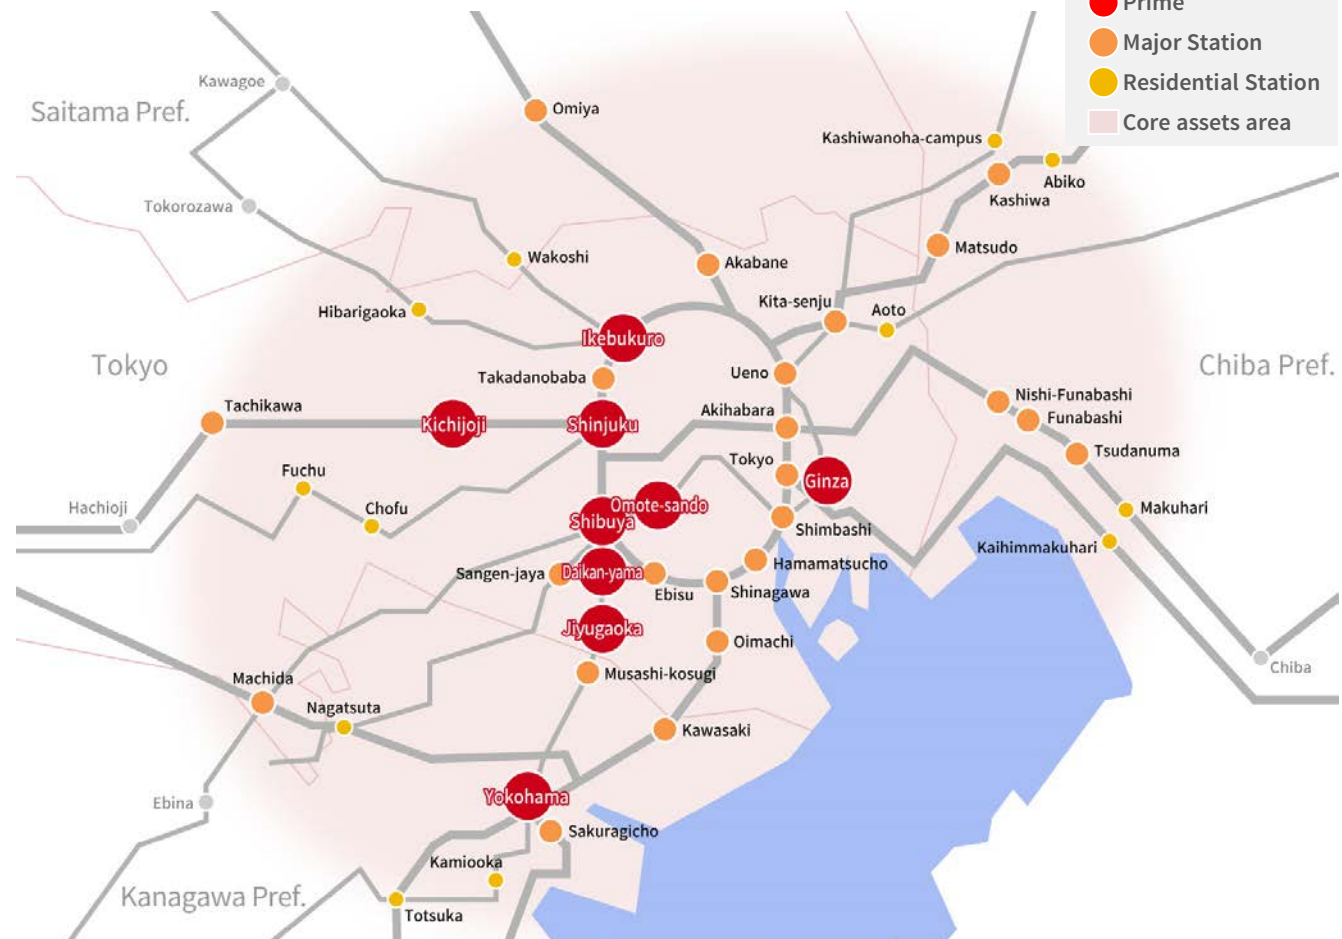 Prime
Major Station
Residential Station
Core assets area
Kawagoe
Saitama Pref.
Omiya
Kashiwanoha-campus
Abiko
Kashiwa
Tokorozawa
Matsudo
Wakoshi
Akabane
Kita-senju
Aoto
Hibarigaoka
Ikebukuro
Tokyo
Chiba Pref.
Takadanobaba
Ueno
Tachikawa
Kichijoji
Shinjuku
Akihabara
Nishi-Funabashi
Funabashi
Tsudanuma
Tokyo
Ginza
Fuchu
Chofu
Hachioji
Omote-sando
Shibuya
Shimbashi
Makuhari
Kaihimmakuhari
Hamamatsucho
Sangen-jaya
Daikan-yama
Ebisu
Shinagawa
Jiyugaoka
Oimachi
Chiba
Musashi-kosugi
Machida
Nagatsuta
Kawasaki
Yokohama
Ebina
Sakuragicho
Kamiooka
Kanagawa Pref.
Totsuka